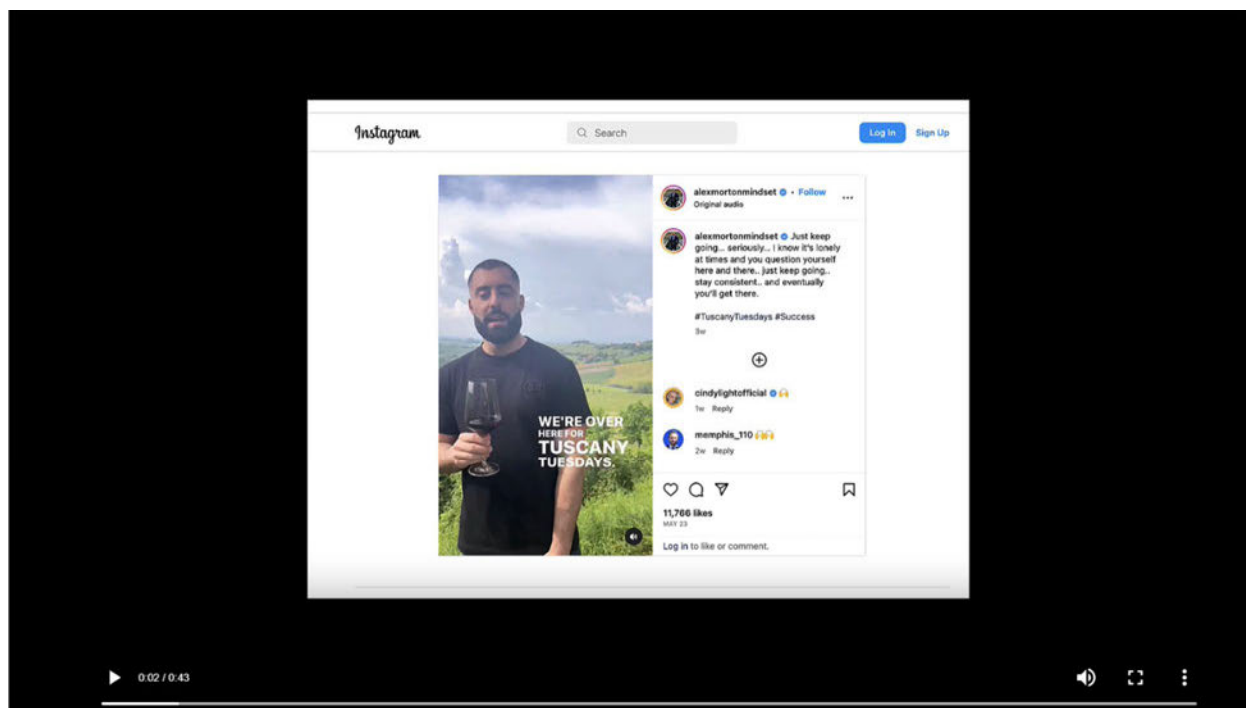 Instagram
Search
Log In
Sign Up
alexmortonmindset • Follow
Original audio
alexmortonmindset Just keep
going... seriously... I know it's lonely
at times and you question yourself
here and there.. just keep going..
stay consistent.. and eventually
you'll get there.
#TuscanyTuesdays #Success
3w
cindylightofficial 🙌
1w Reply
memphis_110 🙌🙌
2w Reply
11,766 likes
MAY 23
Log in to like or comment.
WE'RE OVER
HERE FOR
TUSCANY
TUESDAYS.
0:02 / 0:43